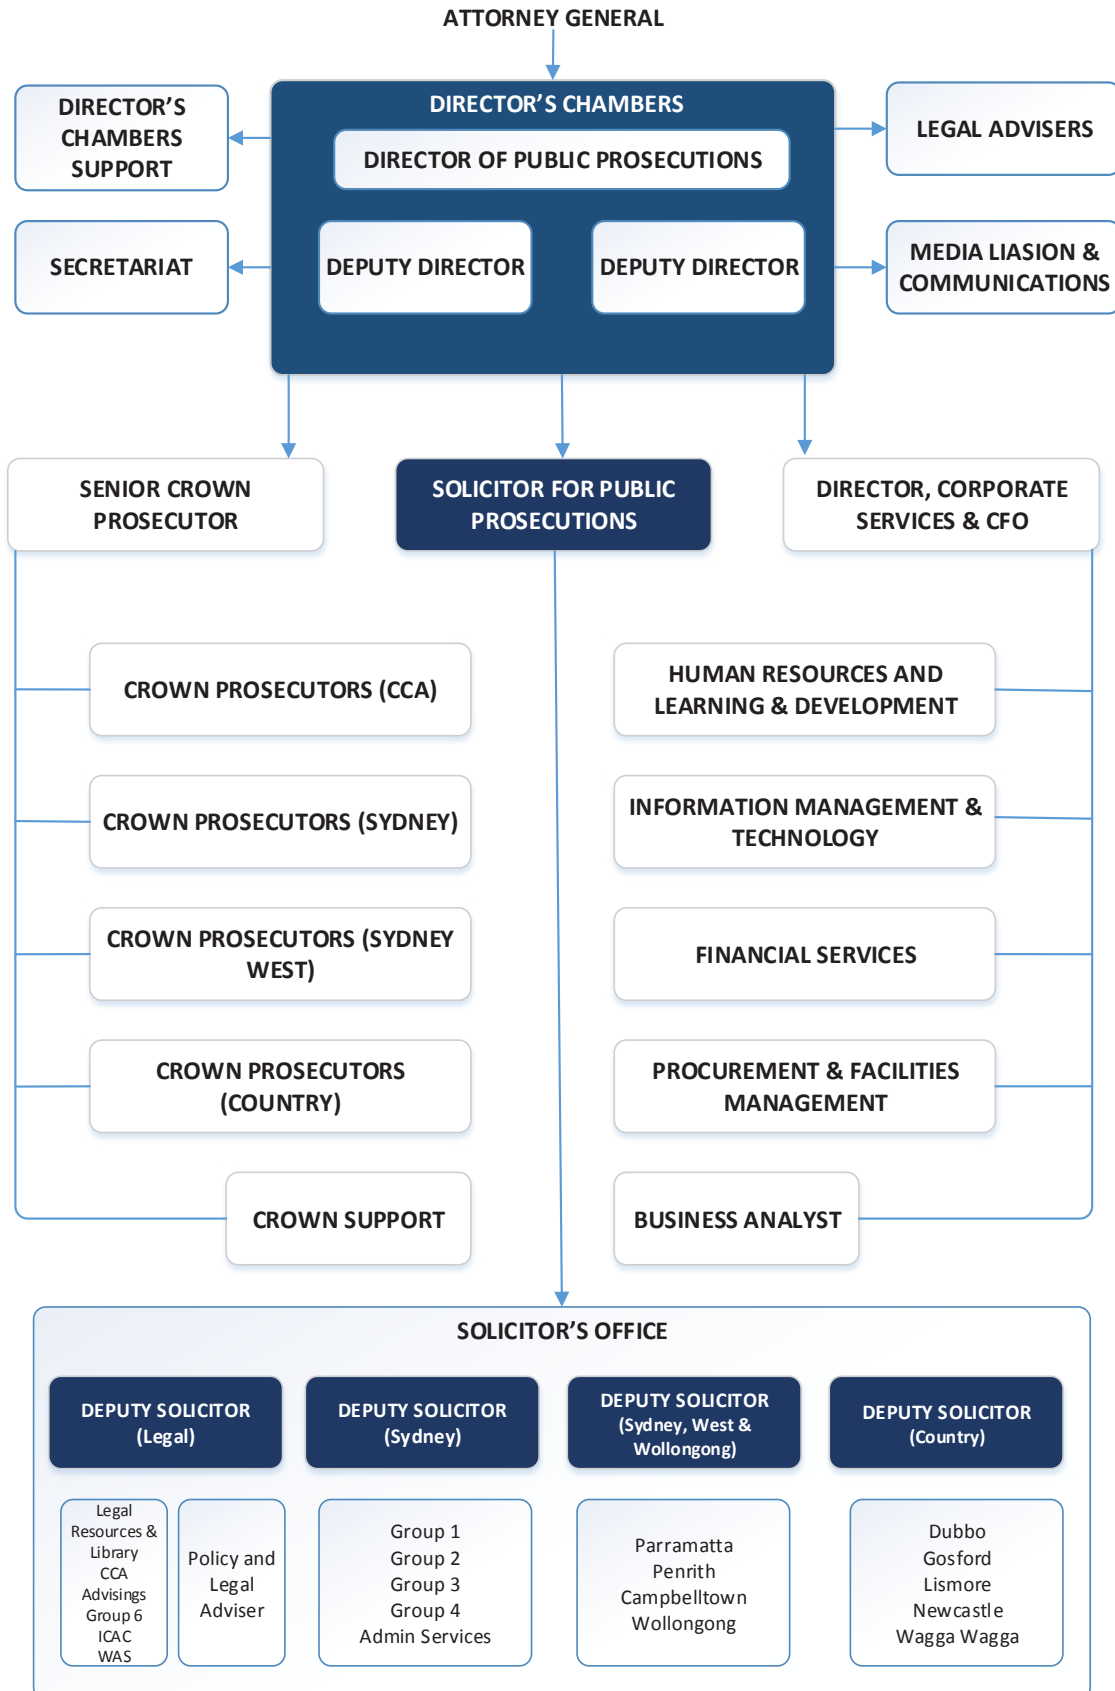 ATTORNEY GENERAL
DIRECTOR'S CHAMBERS
DIRECTOR OF PUBLIC PROSECUTIONS
DEPUTY DIRECTOR
DEPUTY DIRECTOR
DIRECTOR'S
CHAMBERS
SUPPORT
SECRETARIAT
LEGAL ADVISERS
MEDIA LIASION &
COMMUNICATIONS
SENIOR CROWN
PROSECUTOR
SOLICITOR FOR PUBLIC
PROSECUTIONS
DIRECTOR, CORPORATE
SERVICES & CFO
CROWN PROSECUTORS (CCA)
CROWN PROSECUTORS (SYDNEY)
CROWN PROSECUTORS (SYDNEY
WEST)
CROWN PROSECUTORS
(COUNTRY)
CROWN SUPPORT
HUMAN RESOURCES AND
LEARNING & DEVELOPMENT
INFORMATION MANAGEMENT &
TECHNOLOGY
FINANCIAL SERVICES
PROCUREMENT & FACILITIES
MANAGEMENT
BUSINESS ANALYST
SOLICITOR'S OFFICE
DEPUTY SOLICITOR
(Legal)
Legal
Resources &
Library
CCA
Advisings
Group 6
ICAC
WAS
Policy and
Legal
Adviser
DEPUTY SOLICITOR
(Sydney)
Group 1
Group 2
Group 3
Group 4
Admin Services
DEPUTY SOLICITOR
(Sydney, West &
Wollongong)
Parramatta
Penrith
Campbelltown
Wollongong
DEPUTY SOLICITOR
(Country)
Dubbo
Gosford
Lismore
Newcastle
Wagga Wagga